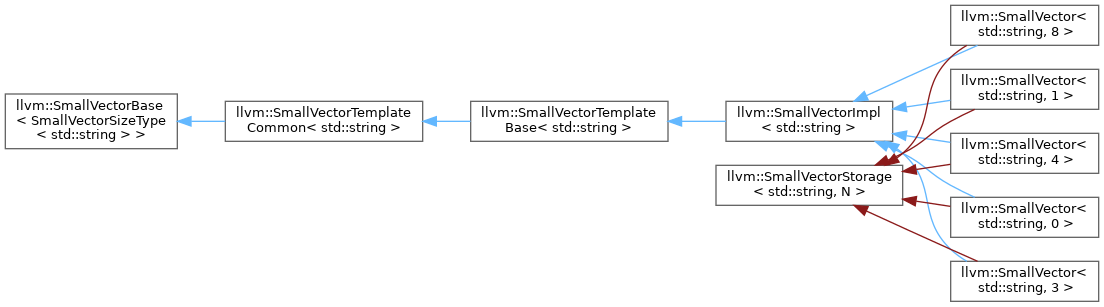 llvm::SmallVectorBase
< SmallVectorSizeType
< std::string > >
llvm::SmallVectorTemplate
Common< std::string >
llvm::SmallVectorTemplate
Base< std::string >
llvm::SmallVectorImpl
< std::string >
llvm::SmallVectorStorage
< std::string, N >
llvm::SmallVector<
std::string, 8 >
llvm::SmallVector<
std::string, 1 >
llvm::SmallVector<
std::string, 4 >
llvm::SmallVector<
std::string, 0 >
llvm::SmallVector<
std::string, 3 >